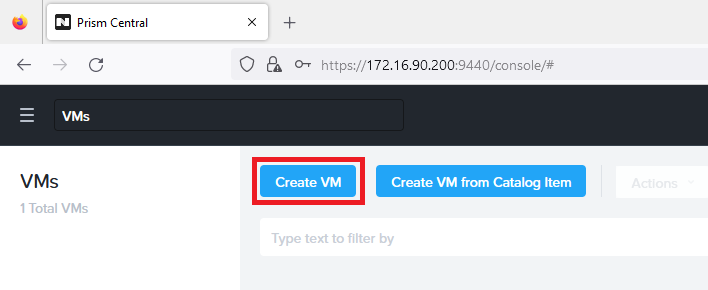 Prism Central
https://172.16.90.200:9440/console/#
VMs
VMs
1 Total VMs
Create VM
Create VM from Catalog Item
Actions
Type text to filter by